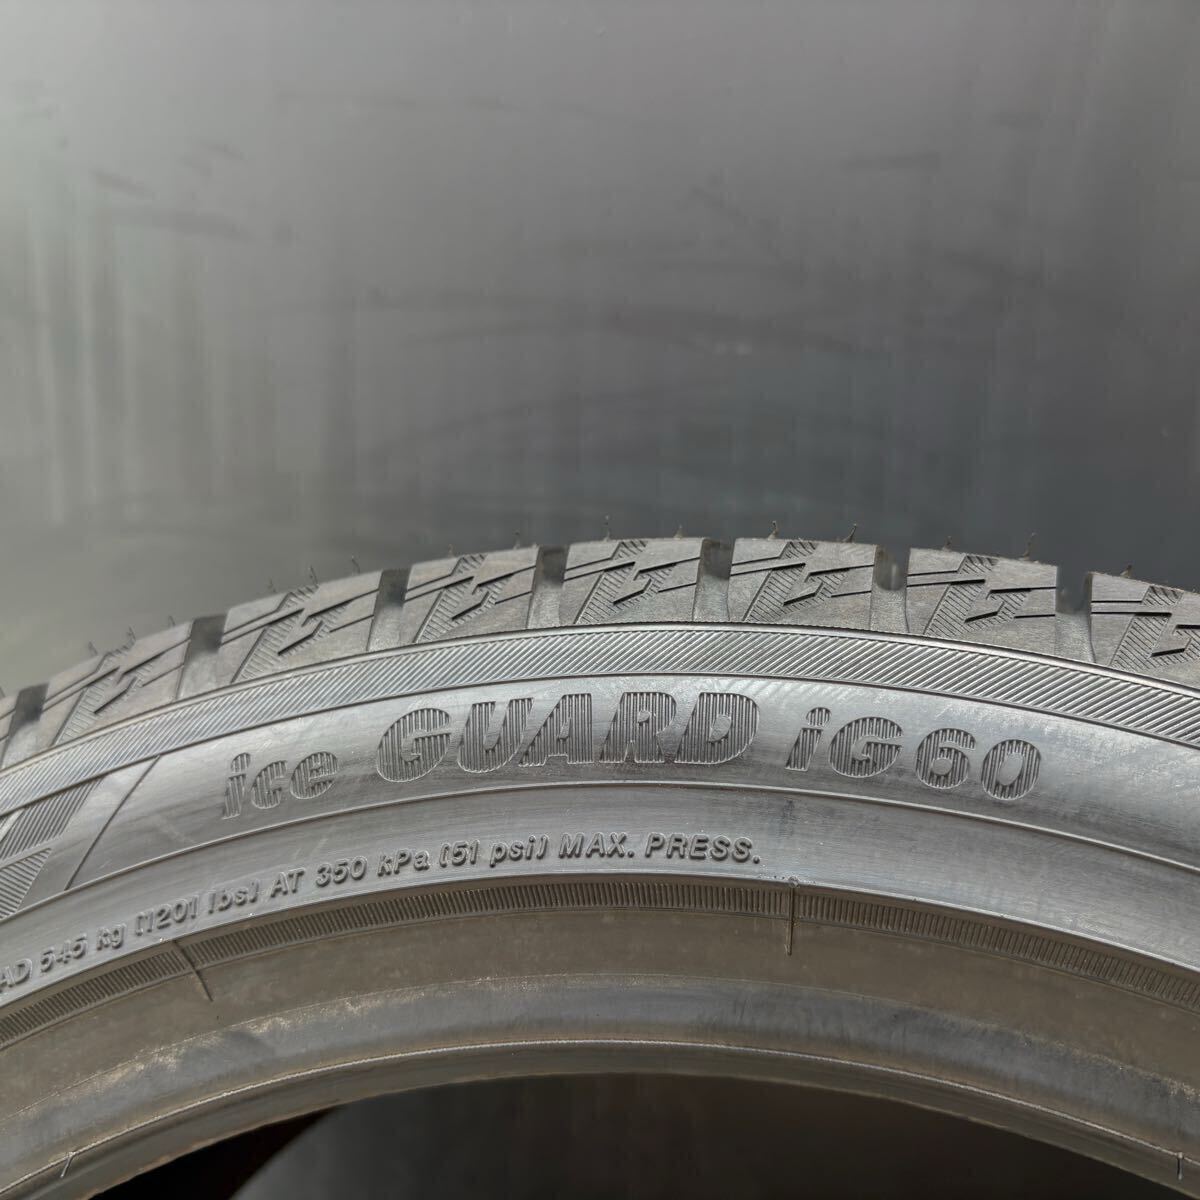 ice GUARD iG60
AD 545 kg (1201 lbs) AT 350 kPa (51 psi) MAX. PRESS.